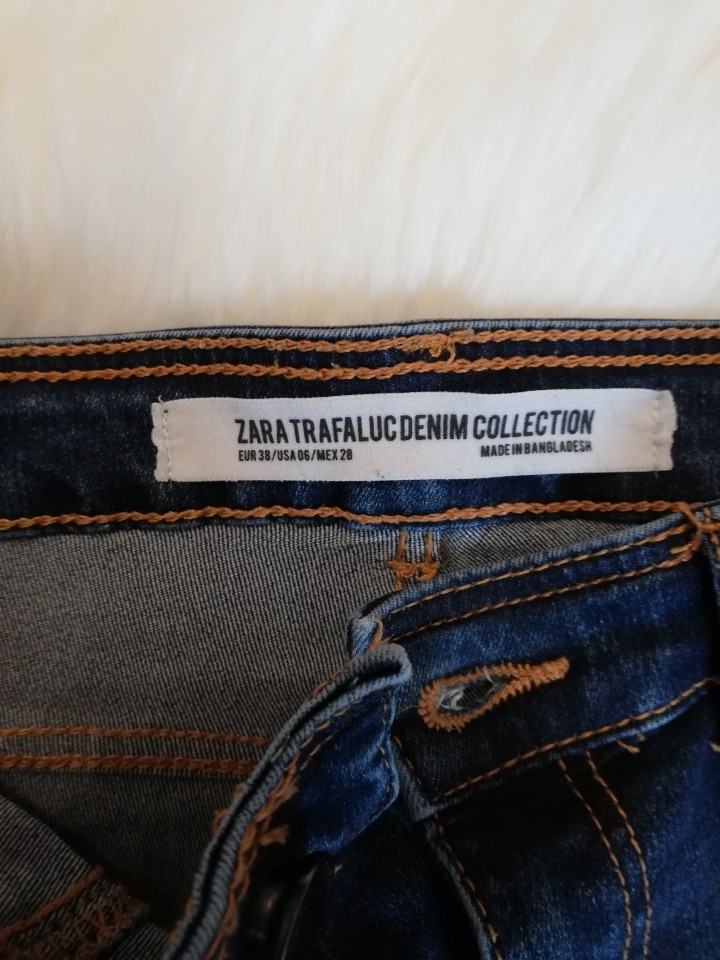 ZARA TRAFALUC DENIM COLLECTION
EUR 38/USA 06/MEX 28 MADE IN BANGLADESH